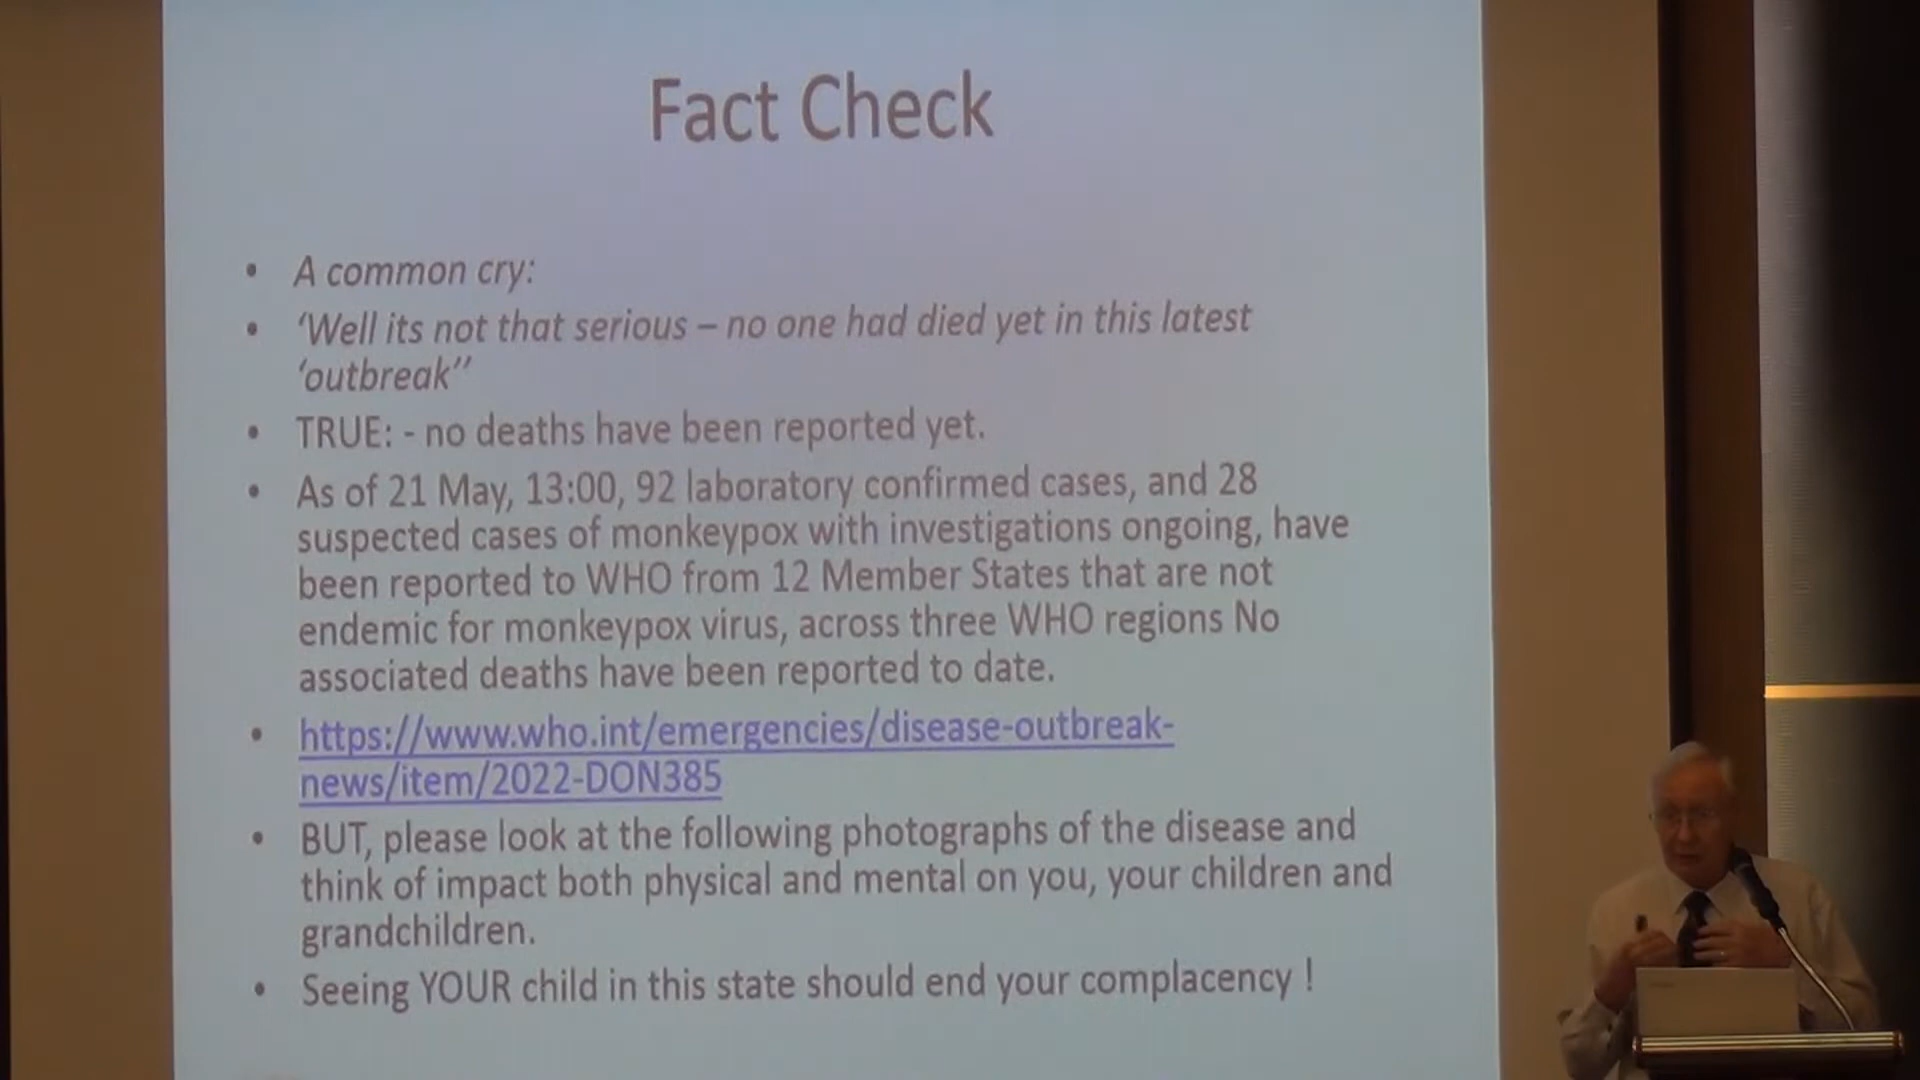 Fact Check
• A common cry:
• ‘Well its not that serious – no one had died yet in this latest
‘outbreak’’
• TRUE: - no deaths have been reported yet.
• As of 21 May, 13:00, 92 laboratory confirmed cases, and 28
suspected cases of monkeypox with investigations ongoing, have
been reported to WHO from 12 Member States that are not
endemic for monkeypox virus, across three WHO regions No
associated deaths have been reported to date.
• https://www.who.int/emergencies/disease-outbreak-
news/item/2022-DON385
• BUT, please look at the following photographs of the disease and
think of impact both physical and mental on you, your children and
grandchildren.
• Seeing YOUR child in this state should end your complacency !